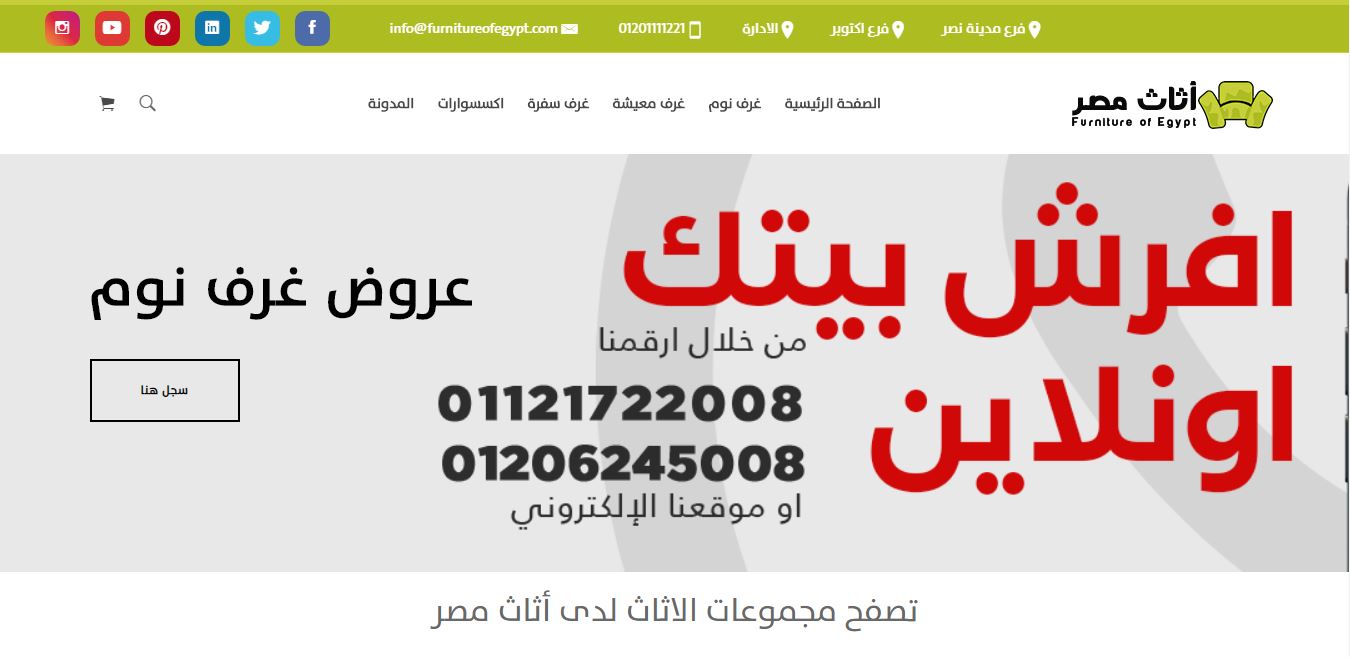 فرع مدينة نصر
فرع اكتوبر
الادارة
01201111221
info@furnitureofegypt.com
أثاث مصر
Furniture of Egypt
الصفحة الرئيسية
غرف نوم
غرف معيشة
غرف سفرة
اكسسوارات
المدونة
افرش بيتك
اونلاين
من خلال ارقمنا
01121722008
01206245008
او موقعنا الإلكتروني
عروض غرف نوم
سجل هنا
تصفح مجموعات الاثاث لدى أثاث مصر